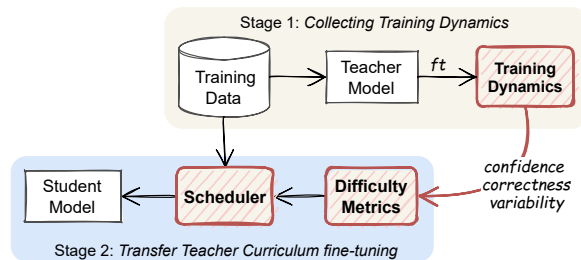 Stage 1: Collecting Training Dynamics
Training
Data
Teacher
Model
ft
Training
Dynamics
confidence
correctness
variability
Student
Model
Scheduler
Difficulty
Metrics
Stage 2: Transfer Teacher Curriculum fine-tuning